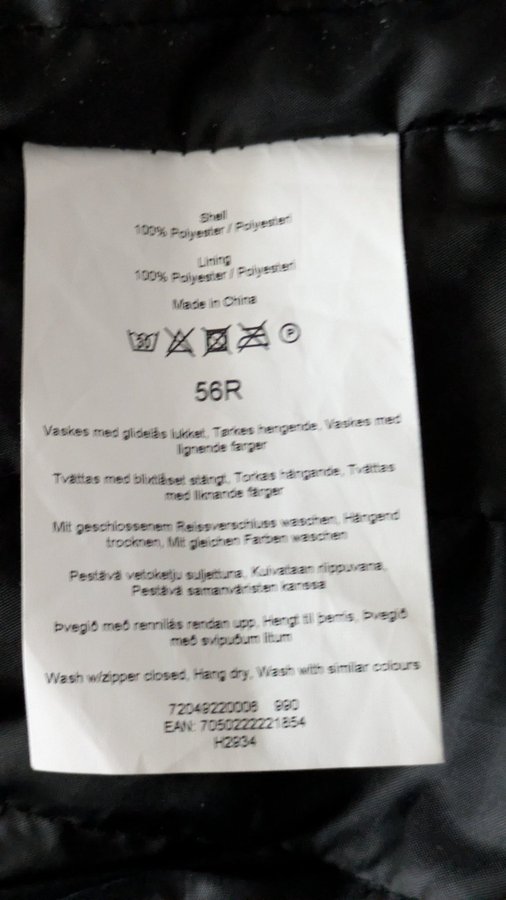 Shell
100% Polyester / Polyesteri
Lining
100% Polyester / Polyesteri
Made in China
30 P
56R
Vaskes med glidelås lukket, Tørkes hengende, Vaskes med
lignende farger
Tvättas med blixtlåset stängt, Torkas hängande, Tvättas
med liknande färger
Mit geschlossenem Reissverschluss waschen, Hängend
trocknen, Mit gleichen Farben waschen
Pestävä vetoketju suljettuna, Kuivataan riippuvana,
Pestävä samanväristen kanssa
Þvegið með rennilás rendan upp, Hengt til þerris, Þvegið
með svipuðum litum
Wash w/zipper closed, Hang dry, Wash with similar colours
72049220006 990
EAN: 7050222221854
H2934